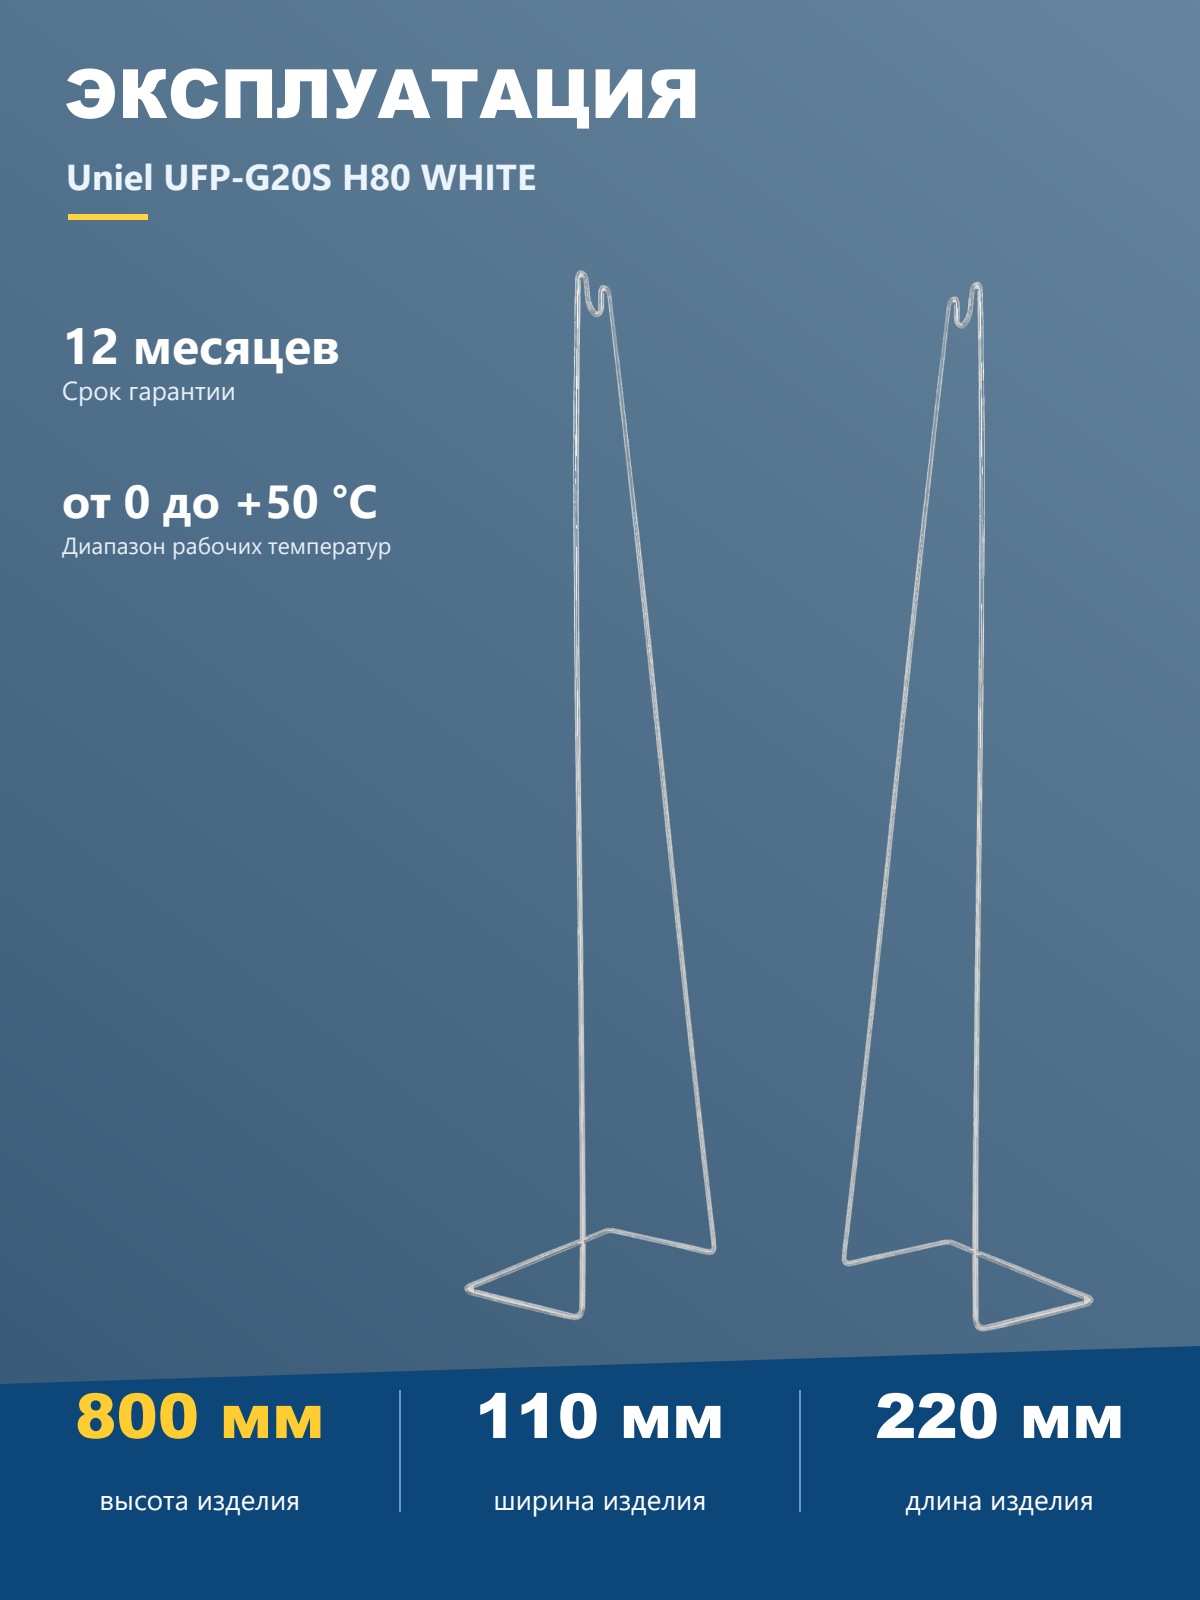 ЭКСПЛУАТАЦИЯ
Uniel UFP-G20S H80 WHITE
12 месяцев
Срок гарантии
от 0 до +50 °C
Диапазон рабочих температур
800 мм
высота изделия
110 мм
ширина изделия
220 мм
длина изделия